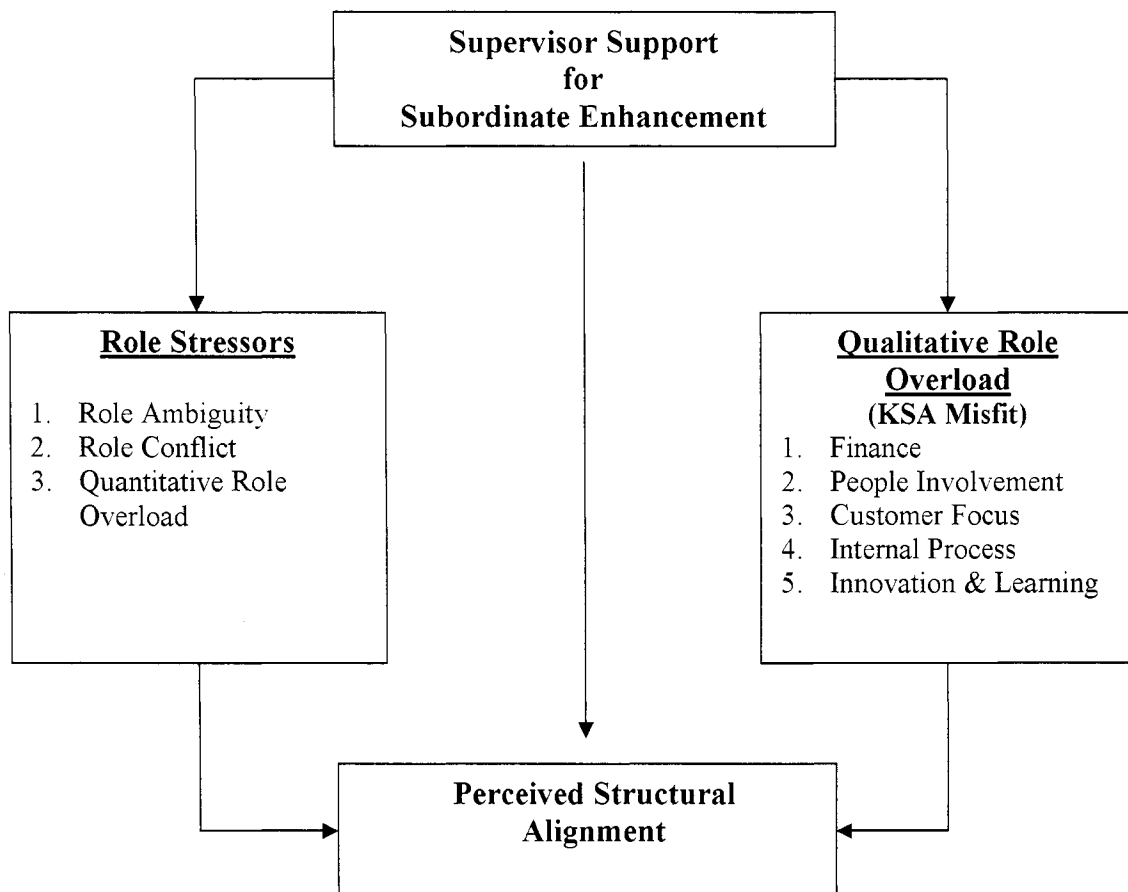 Supervisor Support
for
Subordinate Enhancement
Role Stressors
1. Role Ambiguity
2. Role Conflict
3. Quantitative Role
Overload
Qualitative Role
Overload
(KSA Misfit)
1. Finance
2. People Involvement
3. Customer Focus
4. Internal Process
5. Innovation & Learning
Perceived Structural
Alignment